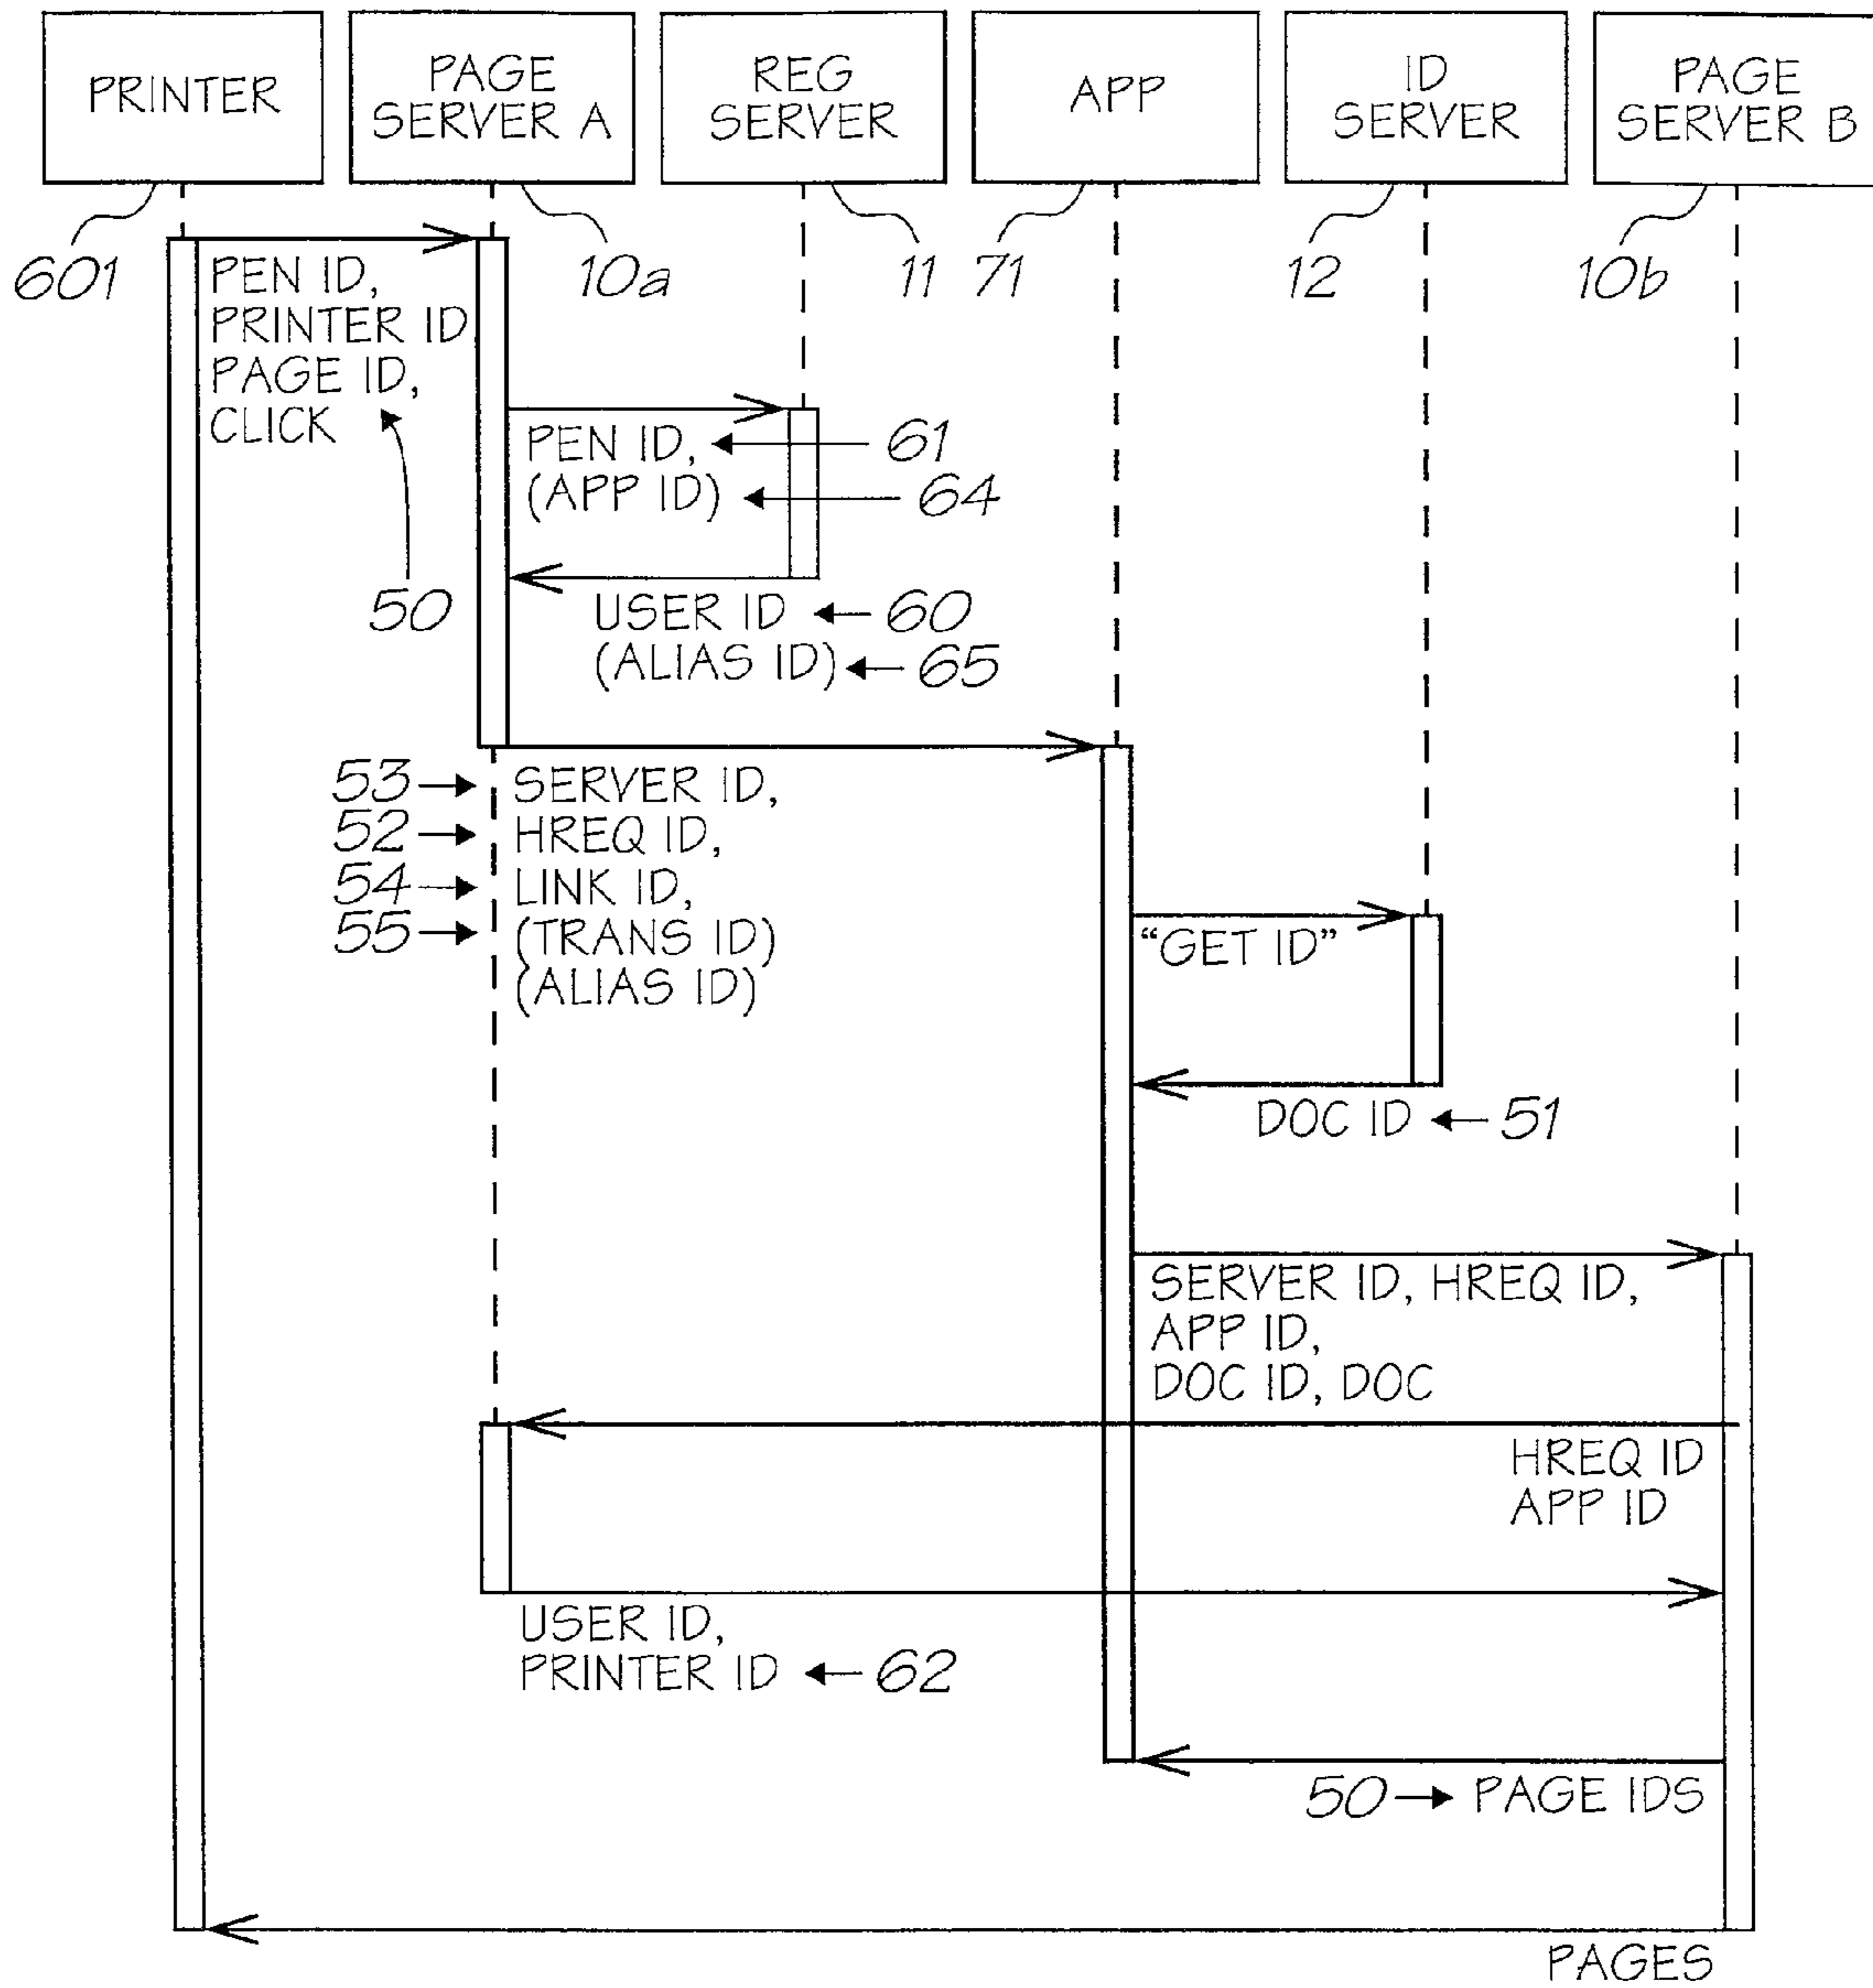 PRINTER
PAGE
SERVER A
REG
SERVER
APP
ID
SERVER
PAGE
SERVER B
601
10a
11
71
12
10b
PEN ID,
PRINTER ID
PAGE ID,
CLICK
50
PEN ID,
61
(APP ID)
64
USER ID
60
(ALIAS ID)
65
53
SERVER ID,
52
HREQ ID,
54
LINK ID,
55
(TRANS ID)
(ALIAS ID)
“GET ID”
DOC ID
51
SERVER ID, HREQ ID,
APP ID,
DOC ID, DOC
HREQ ID
APP ID
USER ID,
PRINTER ID
62
50
PAGE IDS
PAGES